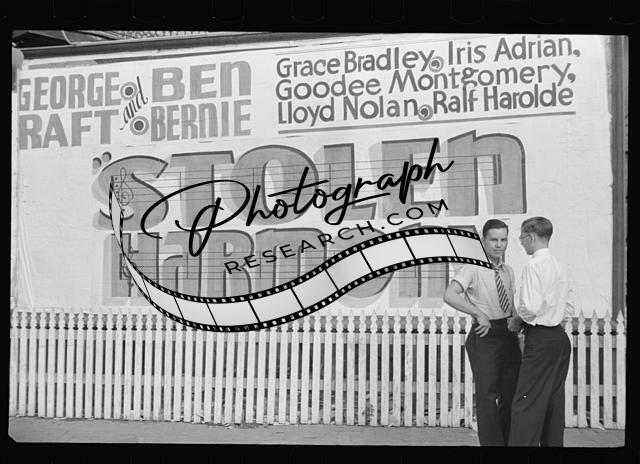 GEORGE and BEN
RAFT BERNIE
Grace Bradley, Iris Adrian,
Goodee Montgomery,
Lloyd Nolan, Ralf Harolde
STOLEN
HARMONY
Photograph
RESEARCH.COM